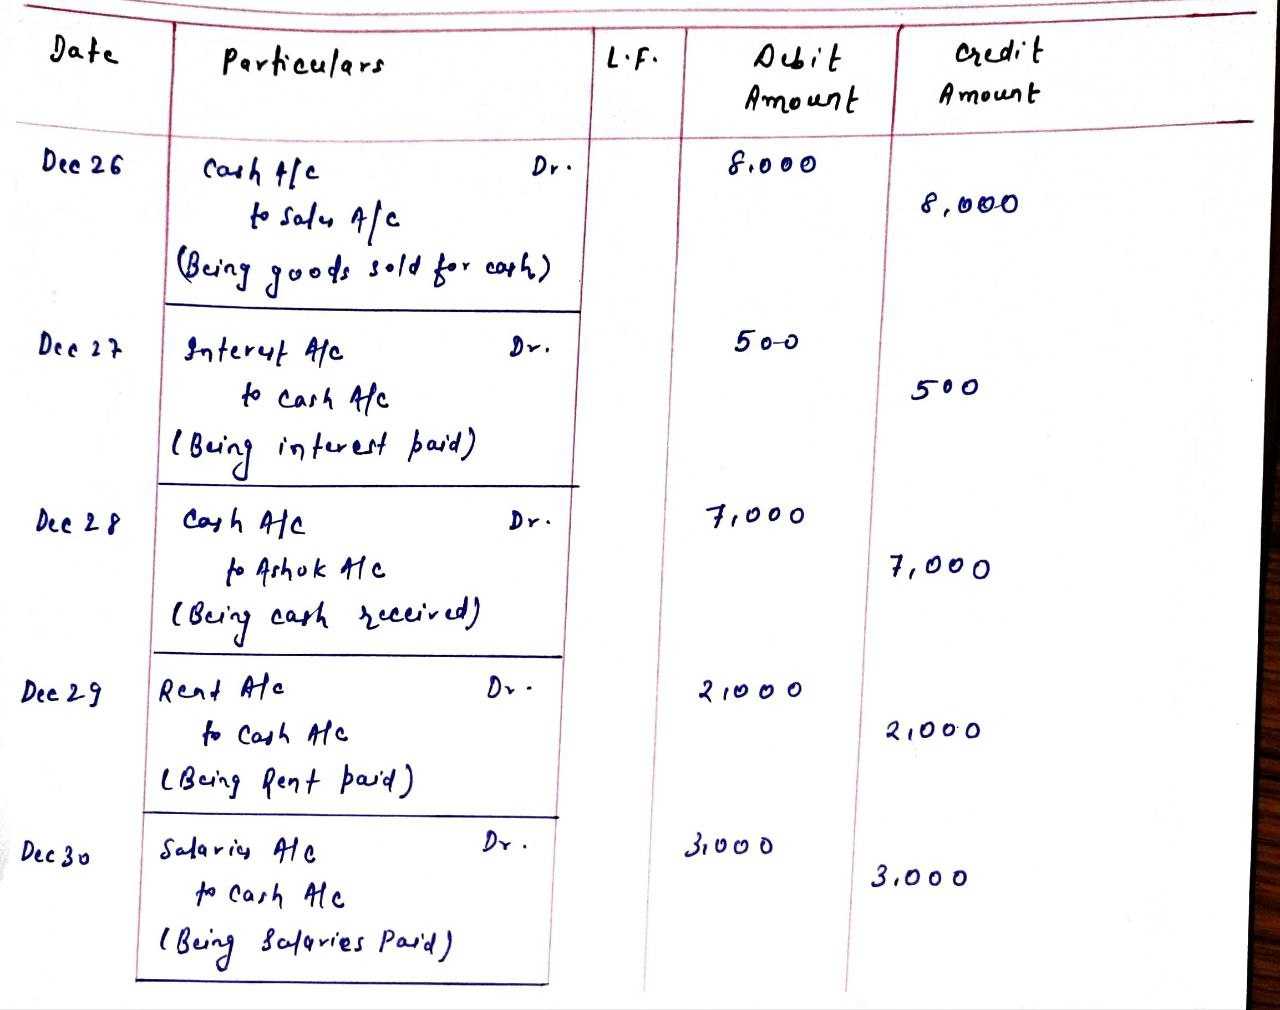 Date Particulars L.F. Debit Amount Credit Amount
Dec 26 Cash A/c Dr. 8,000
to Sales A/c 8,000
(Being goods sold for cash)
Dec 27 Interest A/c Dr. 500
to Cash A/c 500
(Being interest paid)
Dec 28 Cash A/c Dr. 7,000
to Ashok A/c 7,000
(Being cash received)
Dec 29 Rent A/c Dr. 2,000
to Cash A/c 2,000
(Being Rent paid)
Dec 30 Salaries A/c Dr. 3,000
to Cash A/c 3,000
(Being Salaries Paid)